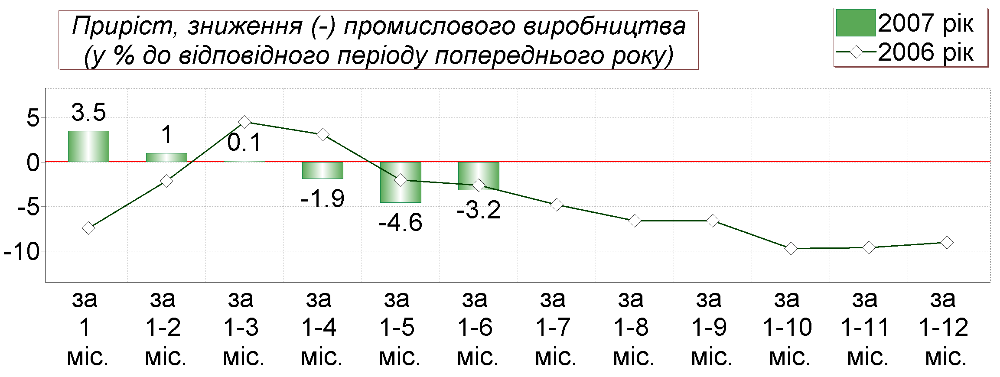 Приріст, зниження (-) промислового виробництва
(у % до відповідного періоду попереднього року)
2007 рік
2006 рік
5
0
-5
-10
3.5
1
0.1
-1.9
-4.6
-3.2
за за за за за за за за за за за за
1 1-2 1-3 1-4 1-5 1-6 1-7 1-8 1-9 1-10 1-11 1-12
міс. міс. міс. міс. міс. міс. міс. міс. міс. міс. міс. міс.